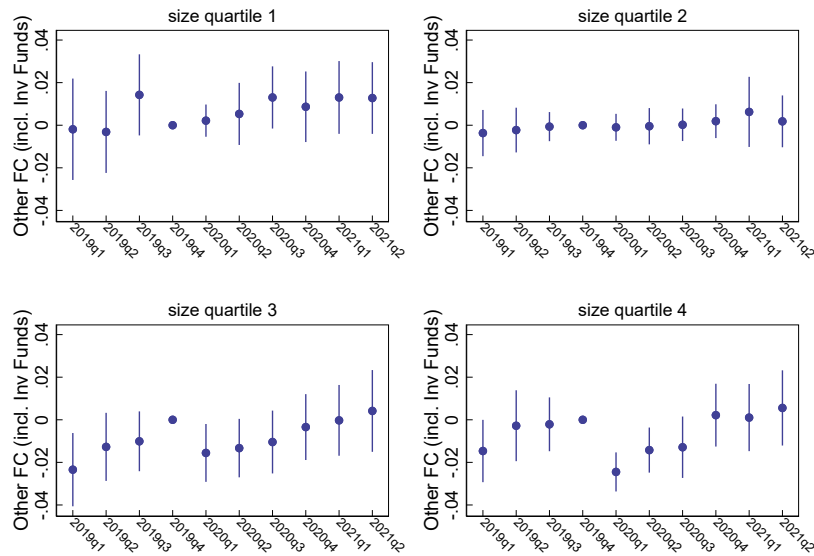 size quartile 1
Other FC (incl. Inv Funds)
.04
.02
0
-.02
-.04
2019q1
2019q2
2019q3
2019q4
2020q1
2020q2
2020q3
2020q4
2021q1
2021q2
size quartile 2
Other FC (incl. Inv Funds)
.04
.02
0
-.02
-.04
2019q1
2019q2
2019q3
2019q4
2020q1
2020q2
2020q3
2020q4
2021q1
2021q2
size quartile 3
Other FC (incl. Inv Funds)
.04
.02
0
-.02
-.04
2019q1
2019q2
2019q3
2019q4
2020q1
2020q2
2020q3
2020q4
2021q1
2021q2
size quartile 4
Other FC (incl. Inv Funds)
.04
.02
0
-.02
-.04
2019q1
2019q2
2019q3
2019q4
2020q1
2020q2
2020q3
2020q4
2021q1
2021q2